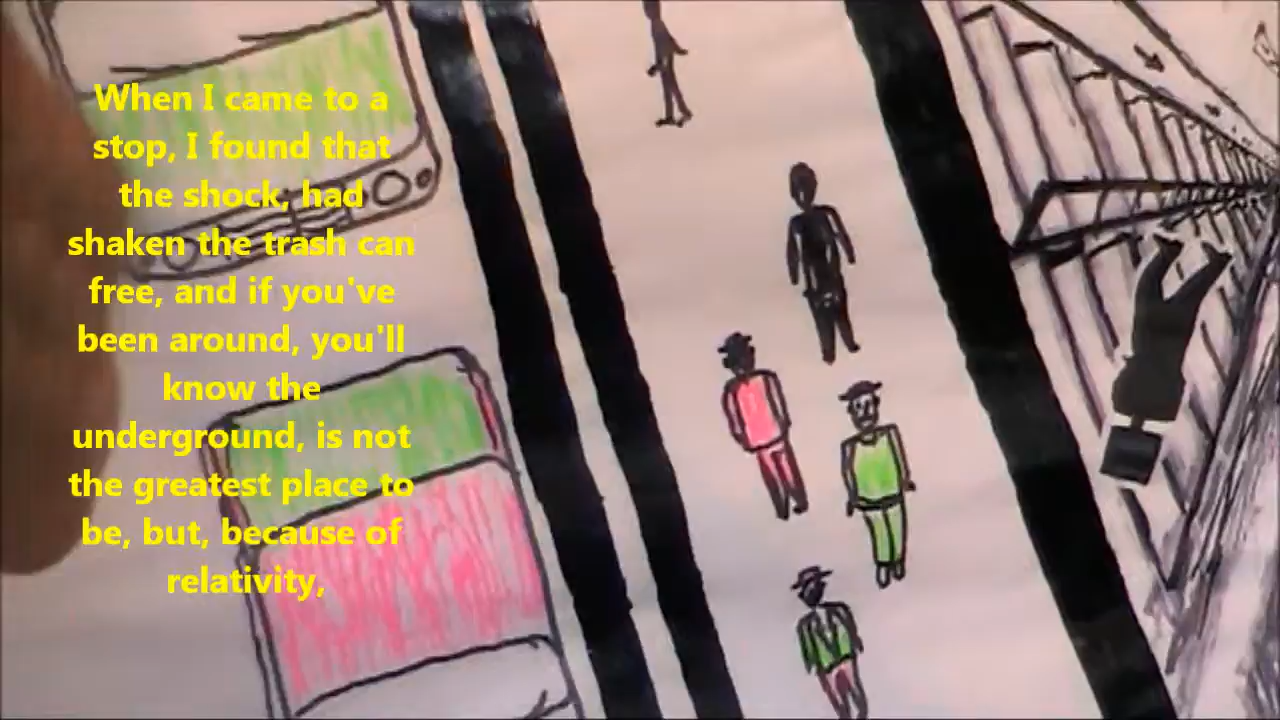 When I came to a
stop, I found that
the shock, had
shaken the trash can
free, and if you've
been around, you'll
know the
underground, is not
the greatest place to
be, but, because of
relativity,